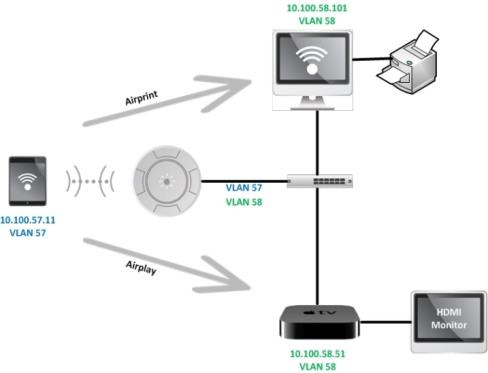 10.100.58.101
VLAN 58
Airprint
10.100.57.11
VLAN 57
VLAN 57
VLAN 58
Airplay
tv
HDMI
Monitor
10.100.58.51
VLAN 58